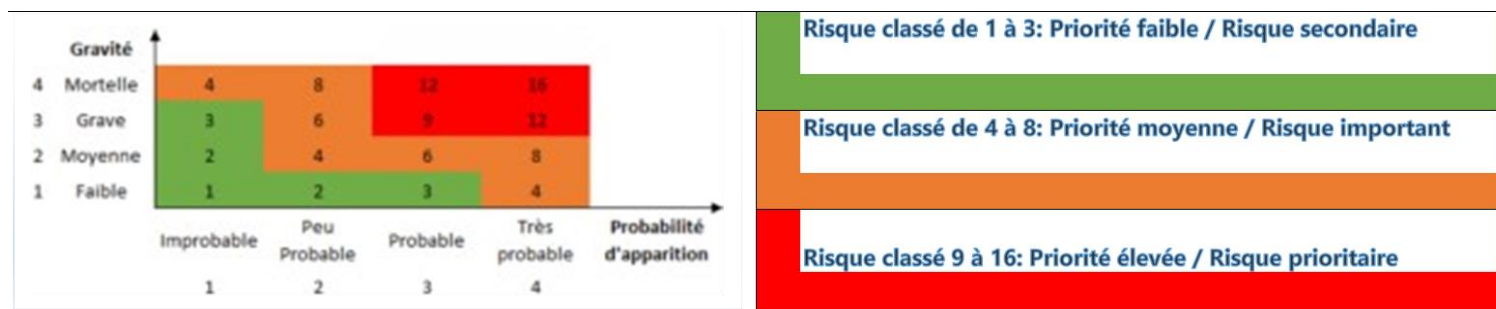 Gravité
4 Mortelle 4 8 12 16
3 Grave 3 6 9 12
2 Moyenne 2 4 6 8
1 Faible 1 2 3 4
Improbable Peu Probable Probable Très probable Probabilité d'apparition
1 2 3 4
Risque classé de 1 à 3: Priorité faible / Risque secondaire
Risque classé de 4 à 8: Priorité moyenne / Risque important
Risque classé 9 à 16: Priorité élevée / Risque prioritaire